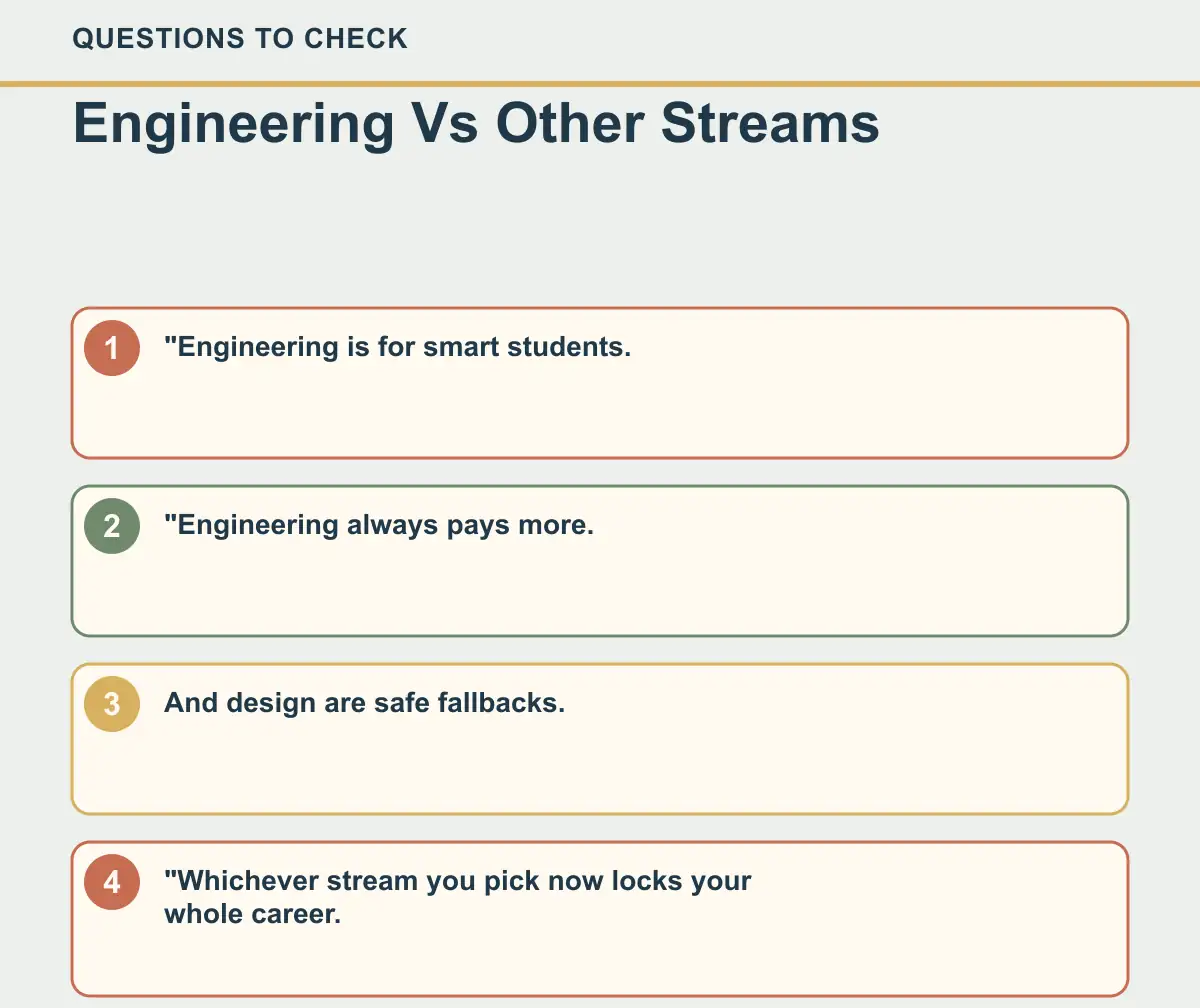 QUESTIONS TO CHECK
Engineering Vs Other Streams
1
"Engineering is for smart students.
2
"Engineering always pays more.
3
And design are safe fallbacks.
4
"Whichever stream you pick now locks your
whole career.